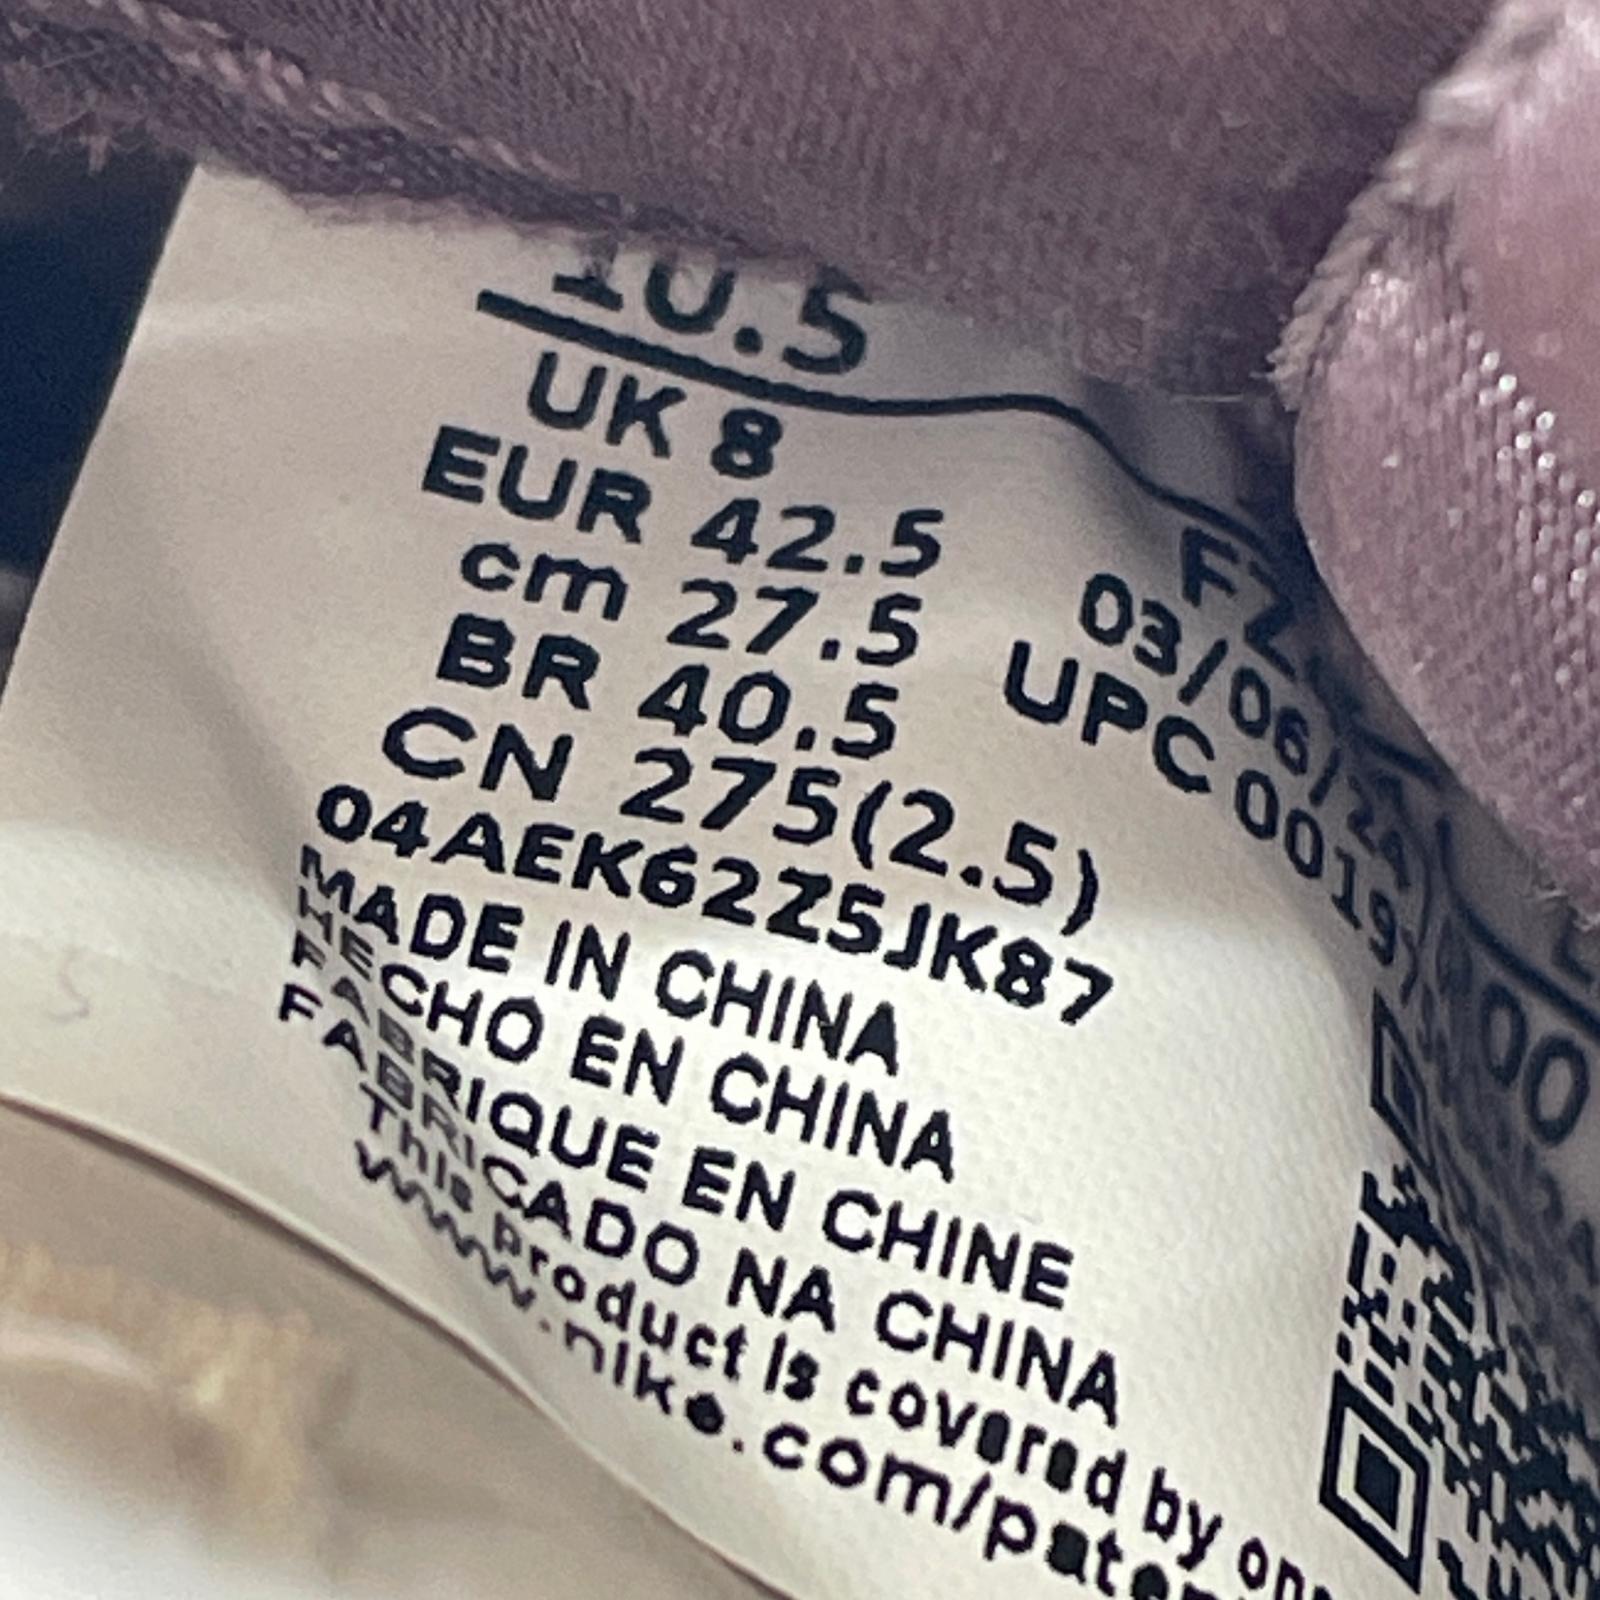 10.5
UK 8
EUR 42.5
cm 27.5
BR 40.5
CN 275(2.5)
04AEK62Z5JK87
MADE IN CHINA
HECHO EN CHINA
FABRIQUE EN CHINE
FABRICADO NA CHINA
This product is covered by
www.nike.com/paten
03/06/24
UPC 0019